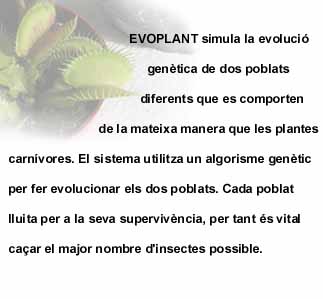 EVOPLANT simula la evolució
genètica de dos poblats
diferents que es comporten
de la mateixa manera que les plantes
carnívores. El sistema utilitza un algorisme genètic
per fer evolucionar els dos poblats. Cada poblat
lluita per a la seva supervivència, per tant és vital
caçar el major nombre d'insectes possible.